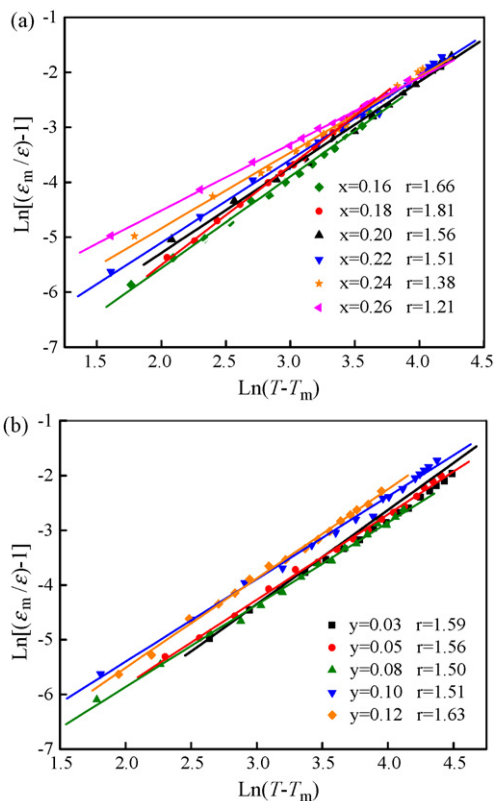 (a)
-1
-2
-3
-4
-5
-6
-7
Ln[(εm/ε)-1]
x=0.16 r=1.66
x=0.18 r=1.81
x=0.20 r=1.56
x=0.22 r=1.51
x=0.24 r=1.38
x=0.26 r=1.21
1.5 2.0 2.5 3.0 3.5 4.0 4.5
Ln(T-Tm)
(b)
-1
-2
-3
-4
-5
-6
-7
Ln[(εm/ε)-1]
y=0.03 r=1.59
y=0.05 r=1.56
y=0.08 r=1.50
y=0.10 r=1.51
y=0.12 r=1.63
1.5 2.0 2.5 3.0 3.5 4.0 4.5
Ln(T-Tm)